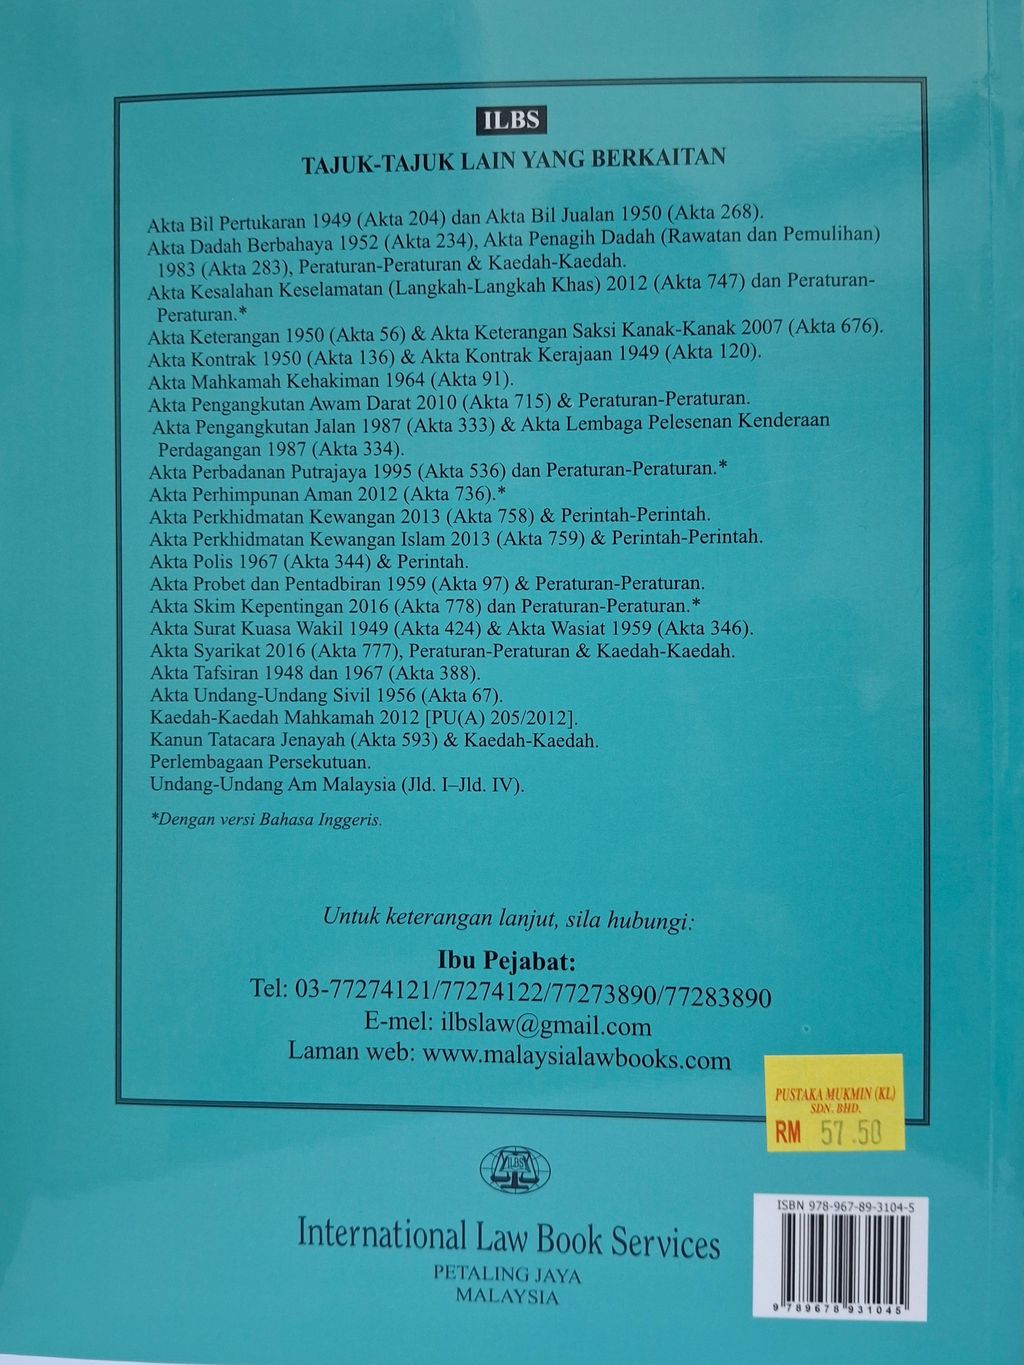 ILBS
TAJUK-TAJUK LAIN YANG BERKAITAN
Akta Bil Pertukaran 1949 (Akta 204) dan Akta Bil Jualan 1950 (Akta 268).
Akta Dadah Berbahaya 1952 (Akta 234), Akta Penagih Dadah (Rawatan dan Pemulihan)
1983 (Akta 283), Peraturan-Peraturan & Kaedah-Kaedah.
Akta Kesalahan Keselamatan (Langkah-Langkah Khas) 2012 (Akta 747) dan Peraturan-
Peraturan.*
Akta Keterangan 1950 (Akta 56) & Akta Keterangan Saksi Kanak-Kanak 2007 (Akta 676).
Akta Kontrak 1950 (Akta 136) & Akta Kontrak Kerajaan 1949 (Akta 120).
Akta Mahkamah Kehakiman 1964 (Akta 91).
Akta Pengangkutan Awam Darat 2010 (Akta 715) & Peraturan-Peraturan.
Akta Pengangkutan Jalan 1987 (Akta 333) & Akta Lembaga Pelesenan Kenderaan
Perdagangan 1987 (Akta 334).
Akta Perbadanan Putrajaya 1995 (Akta 536) dan Peraturan-Peraturan.*
Akta Perhimpunan Aman 2012 (Akta 736).*
Akta Perkhidmatan Kewangan 2013 (Akta 758) & Perintah-Perintah.
Akta Perkhidmatan Kewangan Islam 2013 (Akta 759) & Perintah-Perintah.
Akta Polis 1967 (Akta 344) & Perintah.
Akta Probet dan Pentadbiran 1959 (Akta 97) & Peraturan-Peraturan.
Akta Skim Kepentingan 2016 (Akta 778) dan Peraturan-Peraturan.*
Akta Surat Kuasa Wakil 1949 (Akta 424) & Akta Wasiat 1959 (Akta 346).
Akta Syarikat 2016 (Akta 777), Peraturan-Peraturan & Kaedah-Kaedah.
Akta Tafsiran 1948 dan 1967 (Akta 388).
Akta Undang-Undang Sivil 1956 (Akta 67).
Kaedah-Kaedah Mahkamah 2012 [PU(A) 205/2012].
Kanun Tatacara Jenayah (Akta 593) & Kaedah-Kaedah.
Perlembagaan Persekutuan.
Undang-Undang Am Malaysia (Jld. I–Jld. IV).
*Dengan versi Bahasa Inggeris.
Untuk keterangan lanjut, sila hubungi:
Ibu Pejabat:
Tel: 03-77274121/77274122/77273890/77283890
E-mel: ilbslaw@gmail.com
Laman web: www.malaysialawbooks.com
PUSTAKA MUKMIN (KL)
SDN. BHD.
RM 57.50
ILBS
International Law Book Services
PETALING JAYA
MALAYSIA
ISBN 978-967-89-3104-5
9 789678 931045